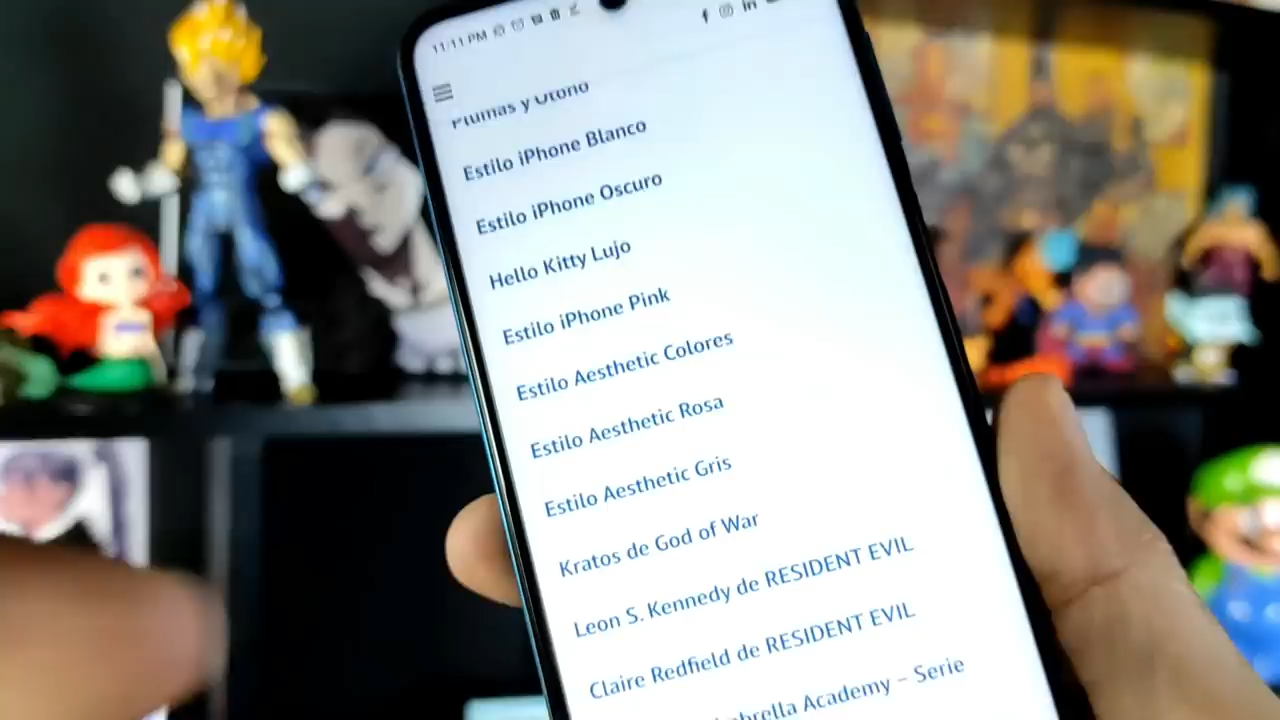 11:11 PM
Plumas y Otoño
Estilo iPhone Blanco
Estilo iPhone Oscuro
Hello Kitty Lujo
Estilo iPhone Pink
Estilo Aesthetic Colores
Estilo Aesthetic Rosa
Estilo Aesthetic Gris
Kratos de God of War
Leon S. Kennedy de RESIDENT EVIL
Claire Redfield de RESIDENT EVIL
Academy – Serie